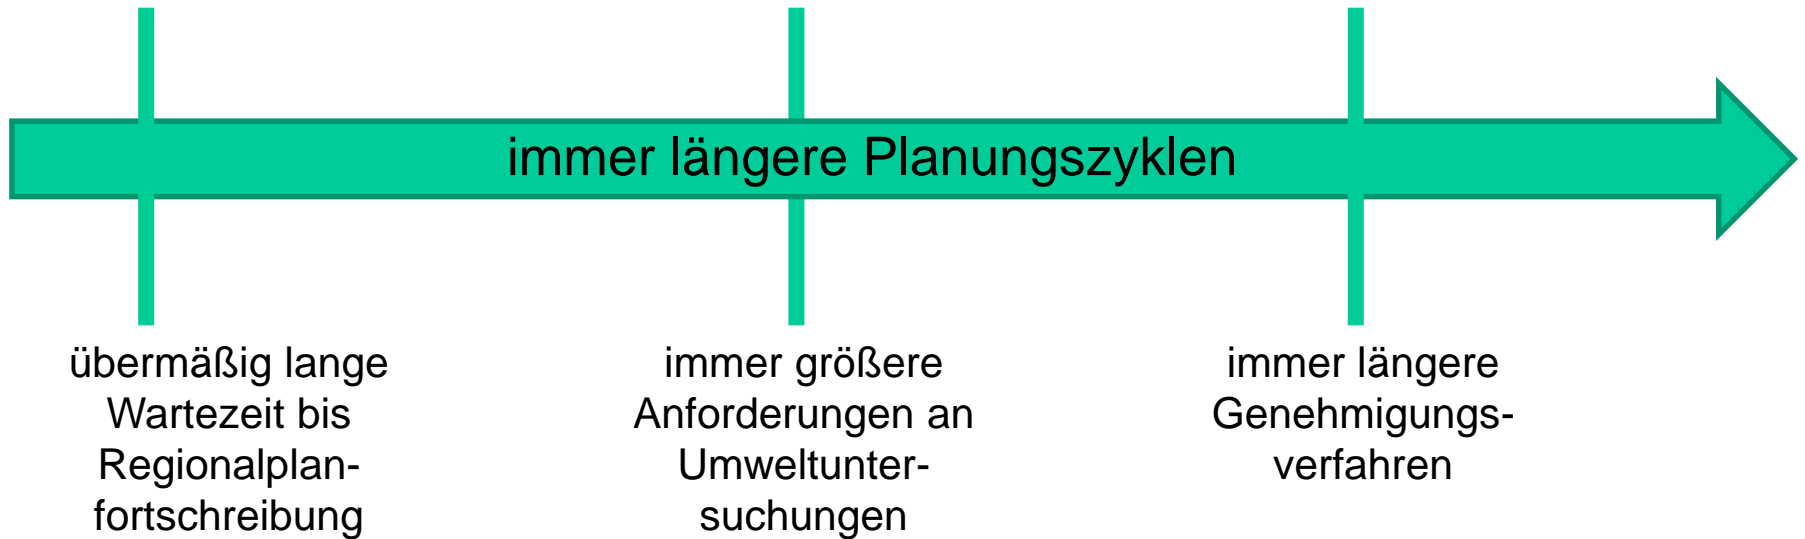 immer längere Planungszyklen
übermäßig lange
Wartezeit bis
Regionalplan-
fortschreibung
immer größere
Anforderungen an
Umweltunter-
suchungen
immer längere
Genehmigungs-
verfahren